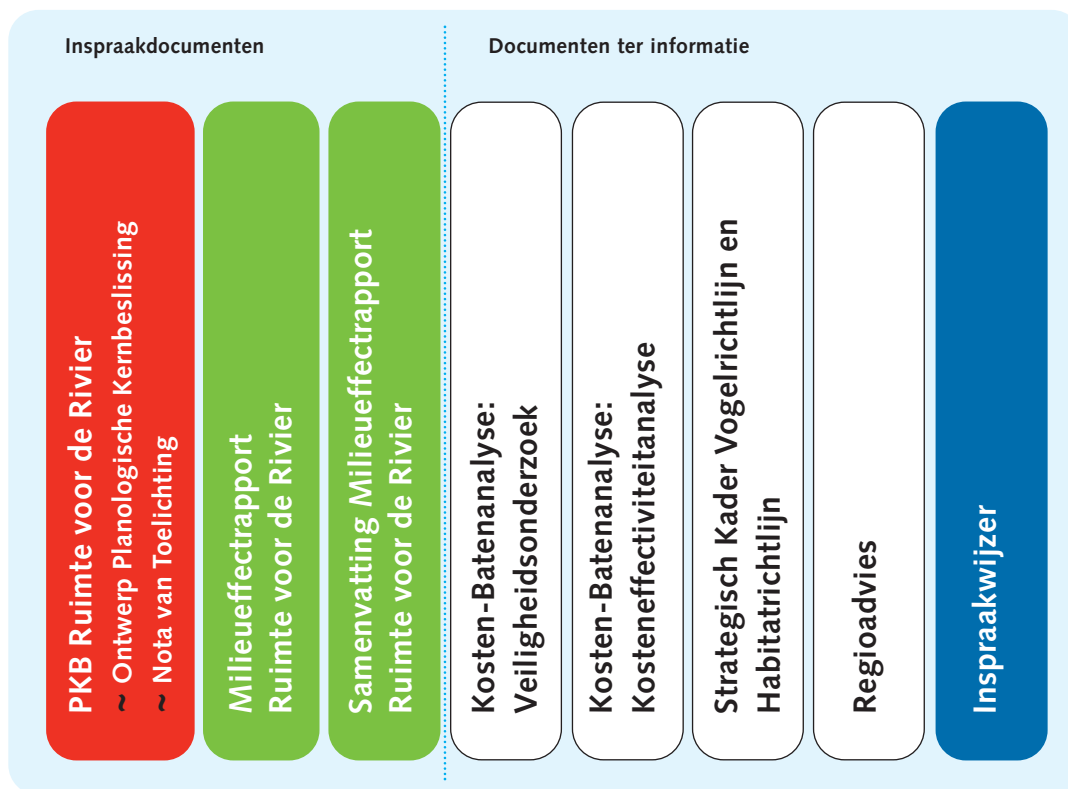 Inspraakdocumenten
Documenten ter informatie
PKB Ruimte voor de Rivier
~ Ontwerp Planologische Kernbeslissing
~ Nota van Toelichting
Milieueffectrapport
Ruimte voor de Rivier
Samenvatting Milieueffectrapport
Ruimte voor de Rivier
Kosten-Batenanalyse:
Veiligheidsonderzoek
Kosten-Batenanalyse:
Kosteneffectiviteitanalyse
Strategisch Kader Vogelrichtlijn en
Habitatrichtlijn
Regioadvies
Inspraakwijzer